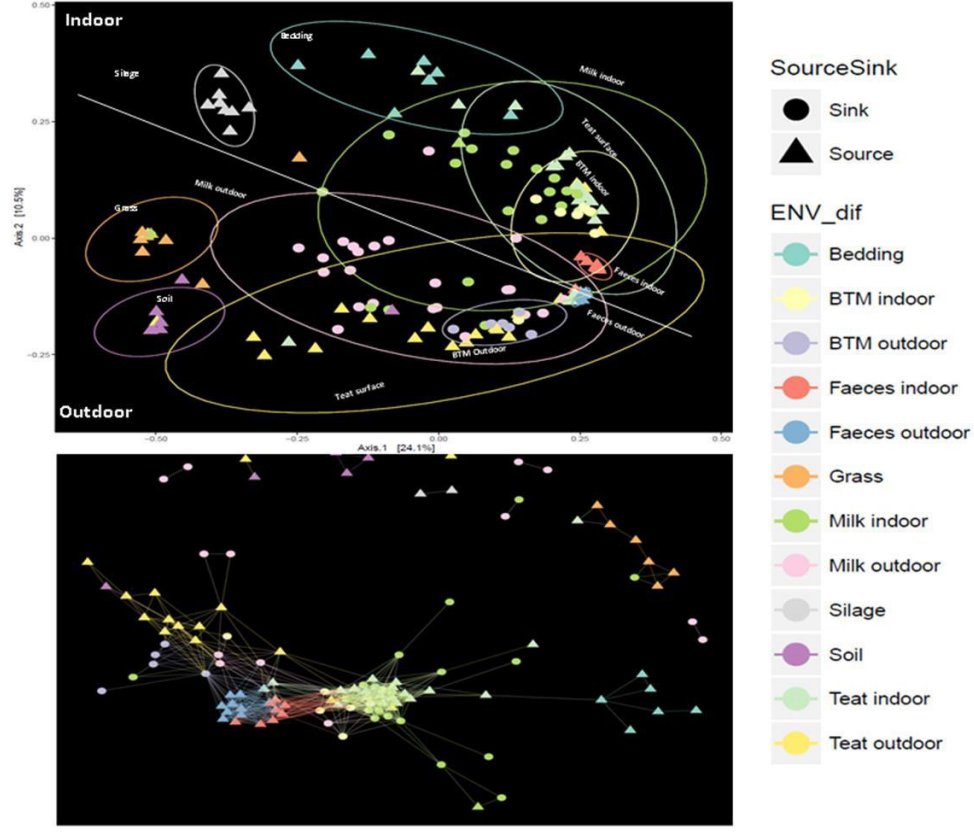 Indoor
Bedding
Silage
Milk indoor
Teat surface
BTM indoor
Milk outdoor
Grass
Faeces indoor
Soil
Faeces outdoor
BTM Outdoor
Teat surface
Outdoor
0.50
0.25
0.00
-0.25
Axis.2 [10.5%]
-0.50
-0.25
0.00
0.25
0.50
Axis.1 [24.1%]
SourceSink
Sink
Source
ENV_dif
Bedding
BTM indoor
BTM outdoor
Faeces indoor
Faeces outdoor
Grass
Milk indoor
Milk outdoor
Silage
Soil
Teat indoor
Teat outdoor